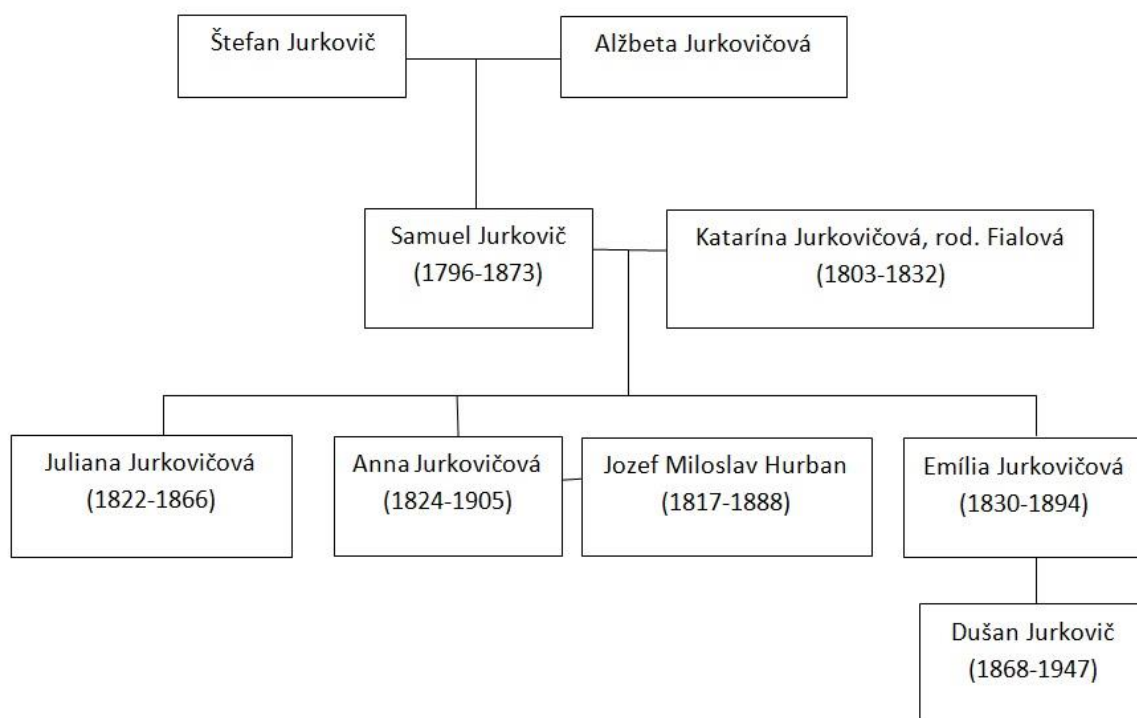 Štefan Jurkovič
Alžbeta Jurkovičová
Samuel Jurkovič
(1796-1873)
Katarína Jurkovičová, rod. Fialová
(1803-1832)
Juliana Jurkovičová
(1822-1866)
Anna Jurkovičová
(1824-1905)
Jozef Miloslav Hurban
(1817-1888)
Emília Jurkovičová
(1830-1894)
Dušan Jurkovič
(1868-1947)